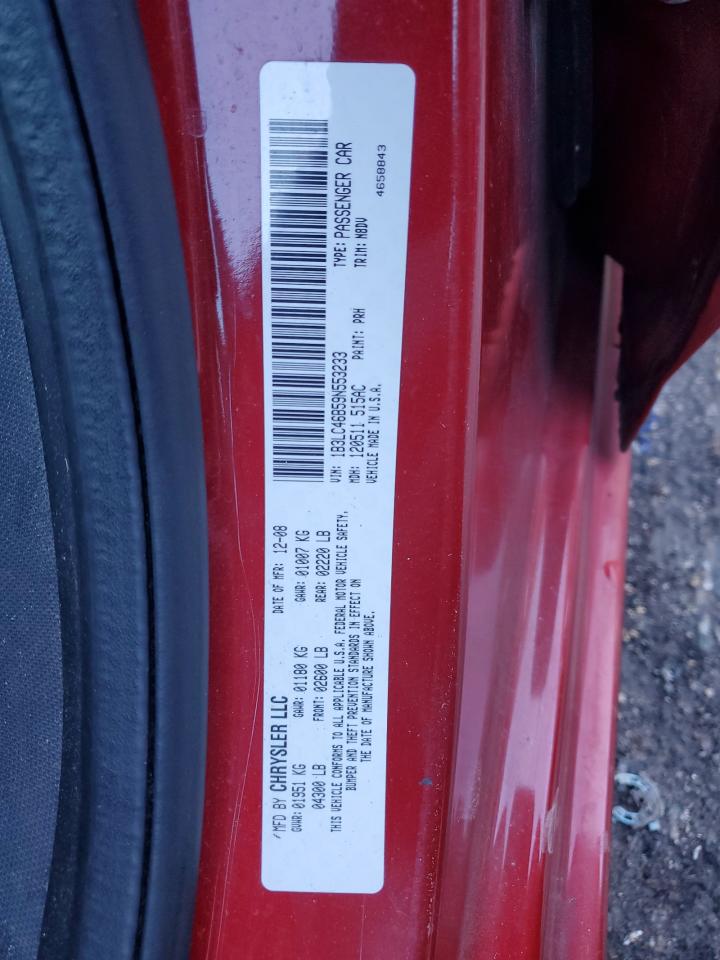 MFD BY CHRYSLER LLC
DATE OF MFR: 12-08
GVWR: 01951 KG
GAWR: 01180 KG
GAWR: 01007 KG
04300 LB
FRONT: 02600 LB
REAR: 02220 LB
THIS VEHICLE CONFORMS TO ALL APPLICABLE U.S.A. FEDERAL MOTOR VEHICLE SAFETY,
BUMPER AND THEFT PREVENTION STANDARDS IN EFFECT ON
THE DATE OF MANUFACTURE SHOWN ABOVE.
VIN: 1B3LC46B59N553233
TYPE: PASSENGER CAR
MDH: 120511 515AC
PAINT: PRH
TRIM: M8DV
VEHICLE MADE IN U.S.A.
4658843